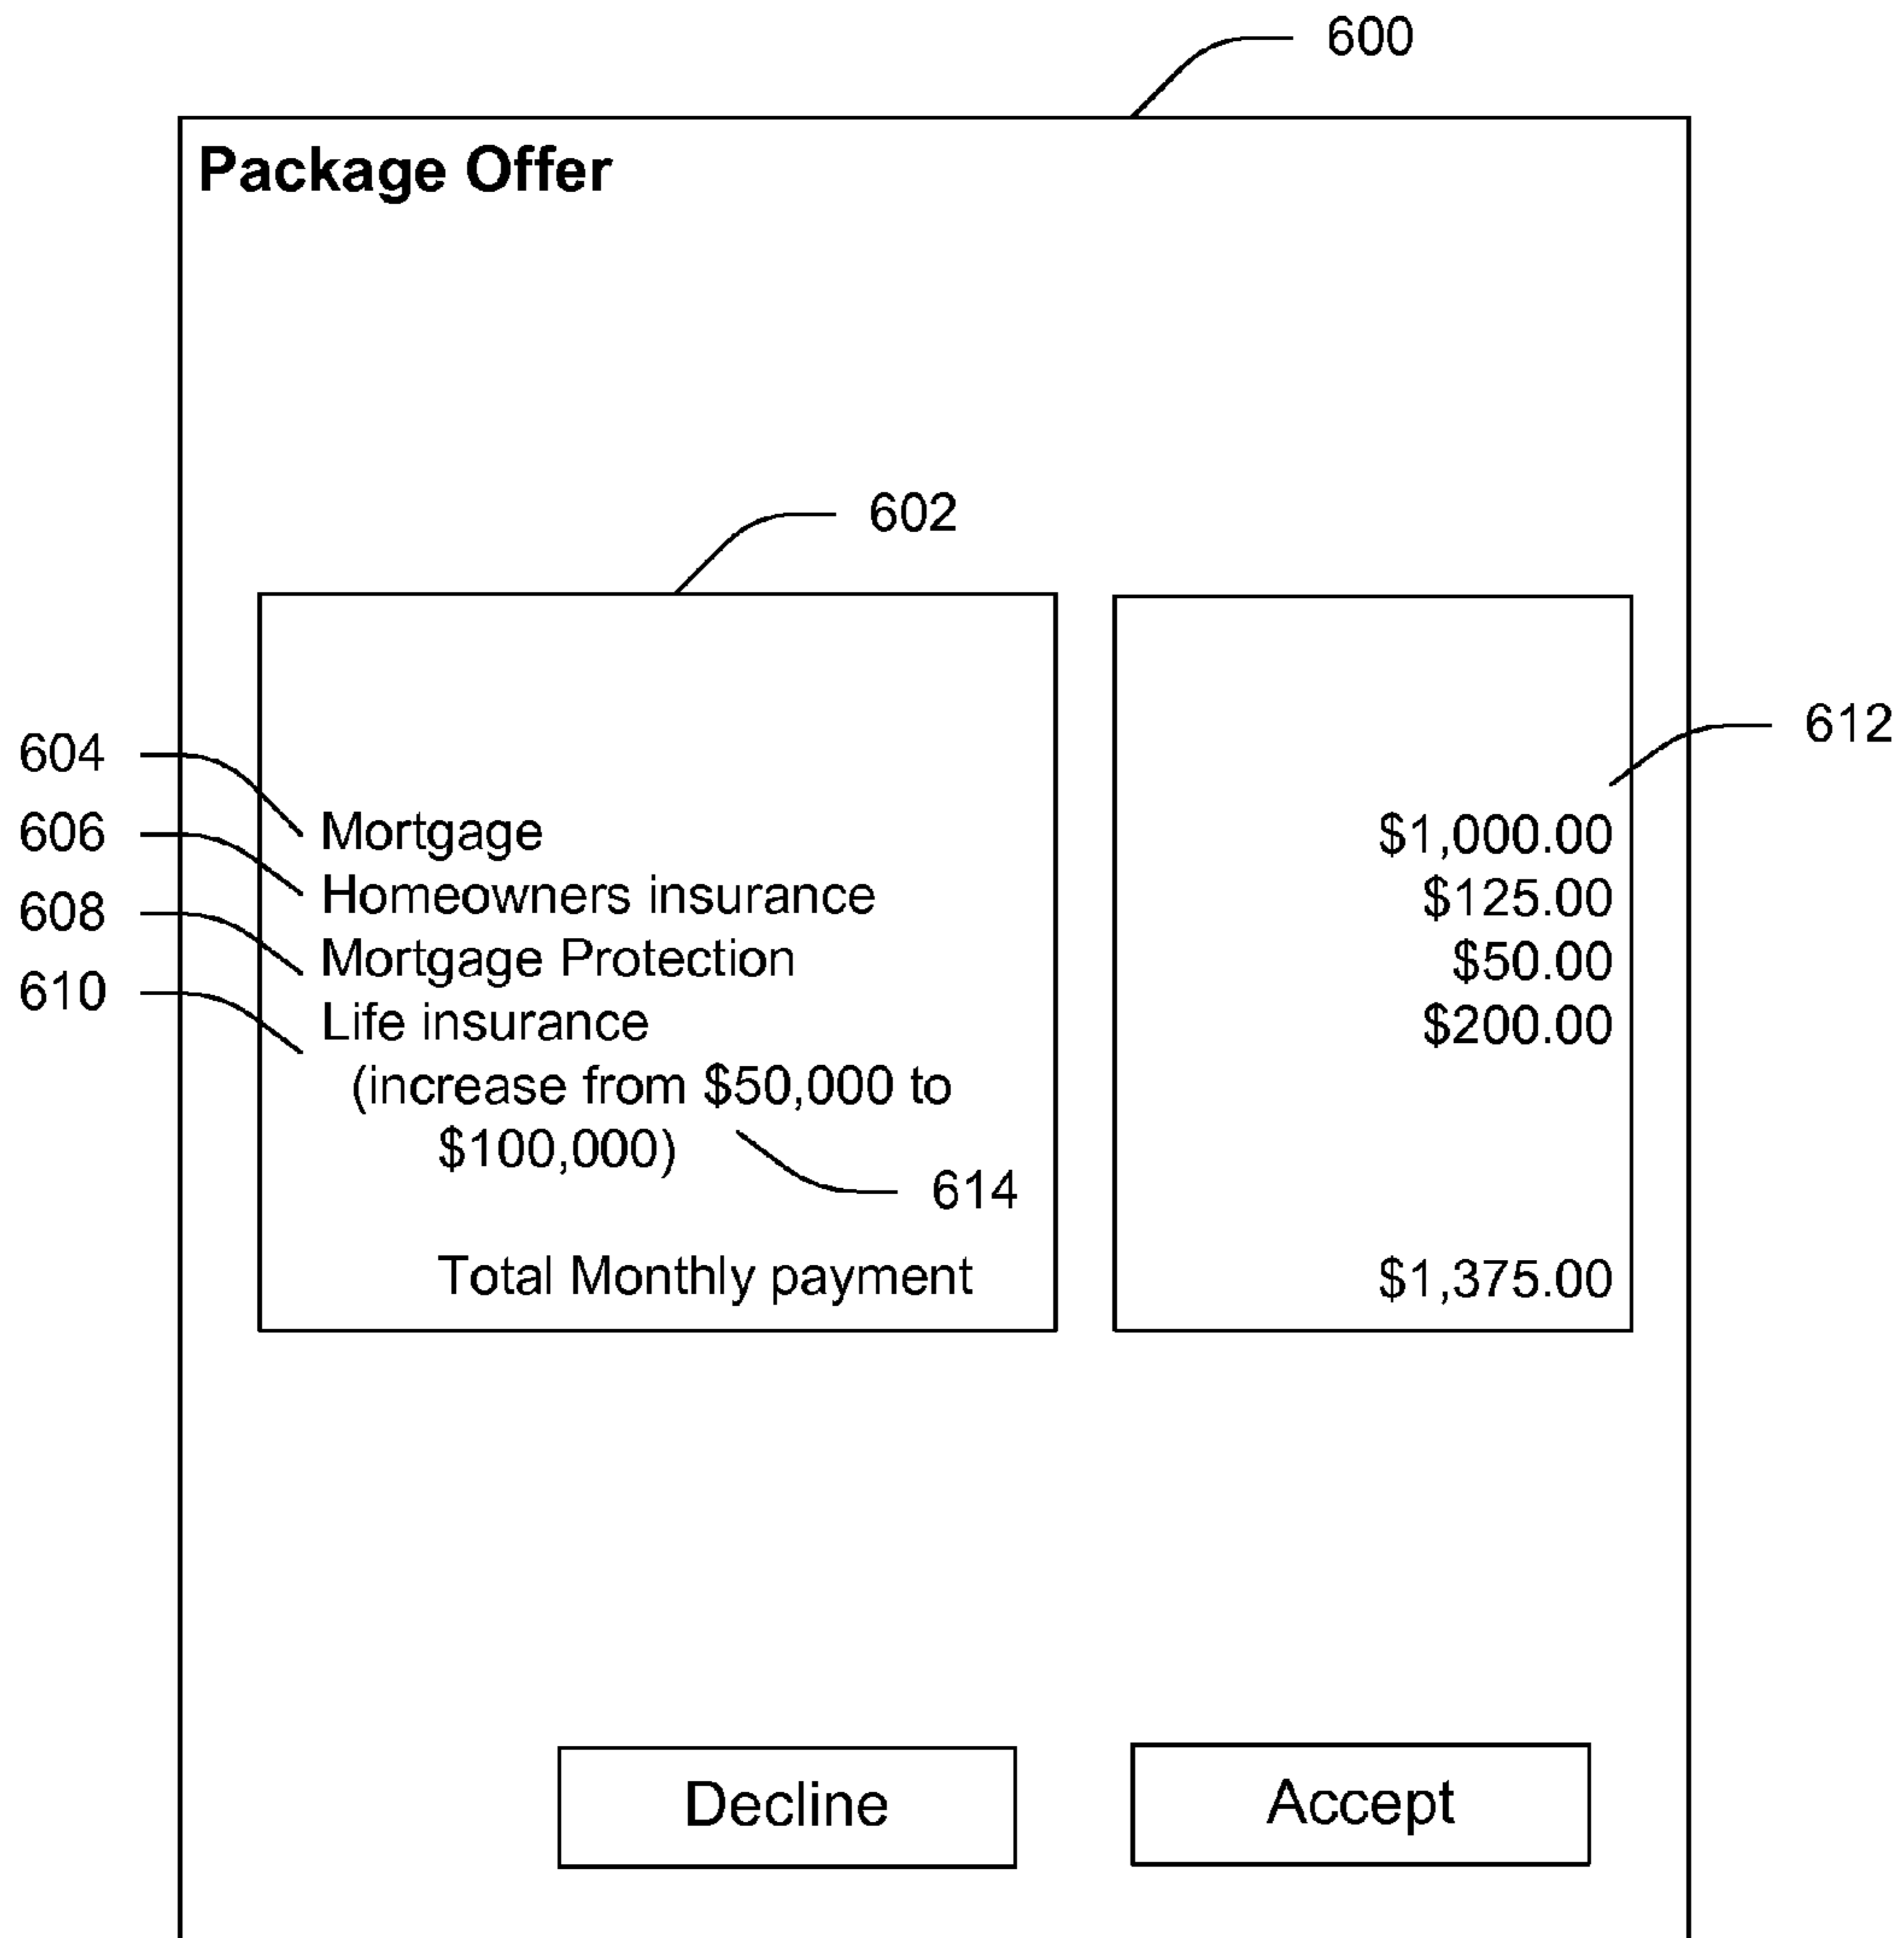 600
Package Offer
602
612
604
Mortgage $1,000.00
606
Homeowners insurance $125.00
608
Mortgage Protection $50.00
610
Life insurance $200.00
(increase from $50,000 to
$100,000)
614
Total Monthly payment $1,375.00
Decline Accept